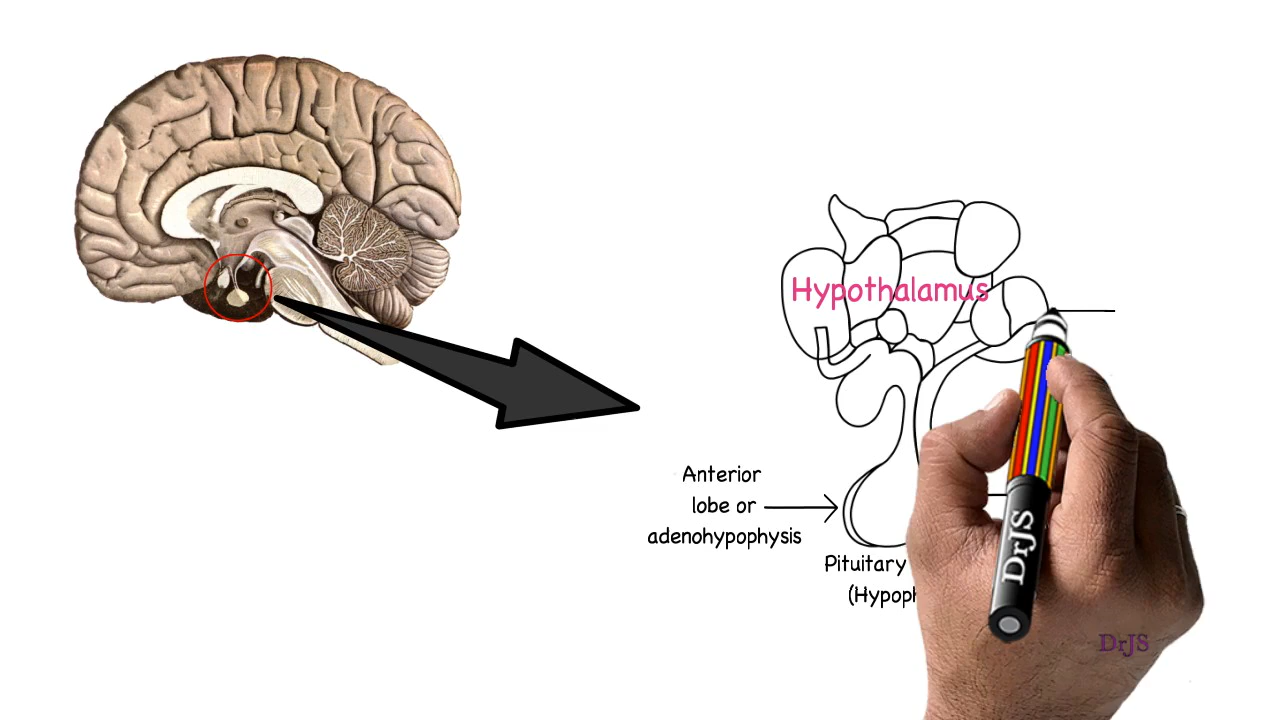 Hypothalamus
Anterior
lobe or
adenohypophysis
Pituitary
(Hypoph
DrJS
DrJS